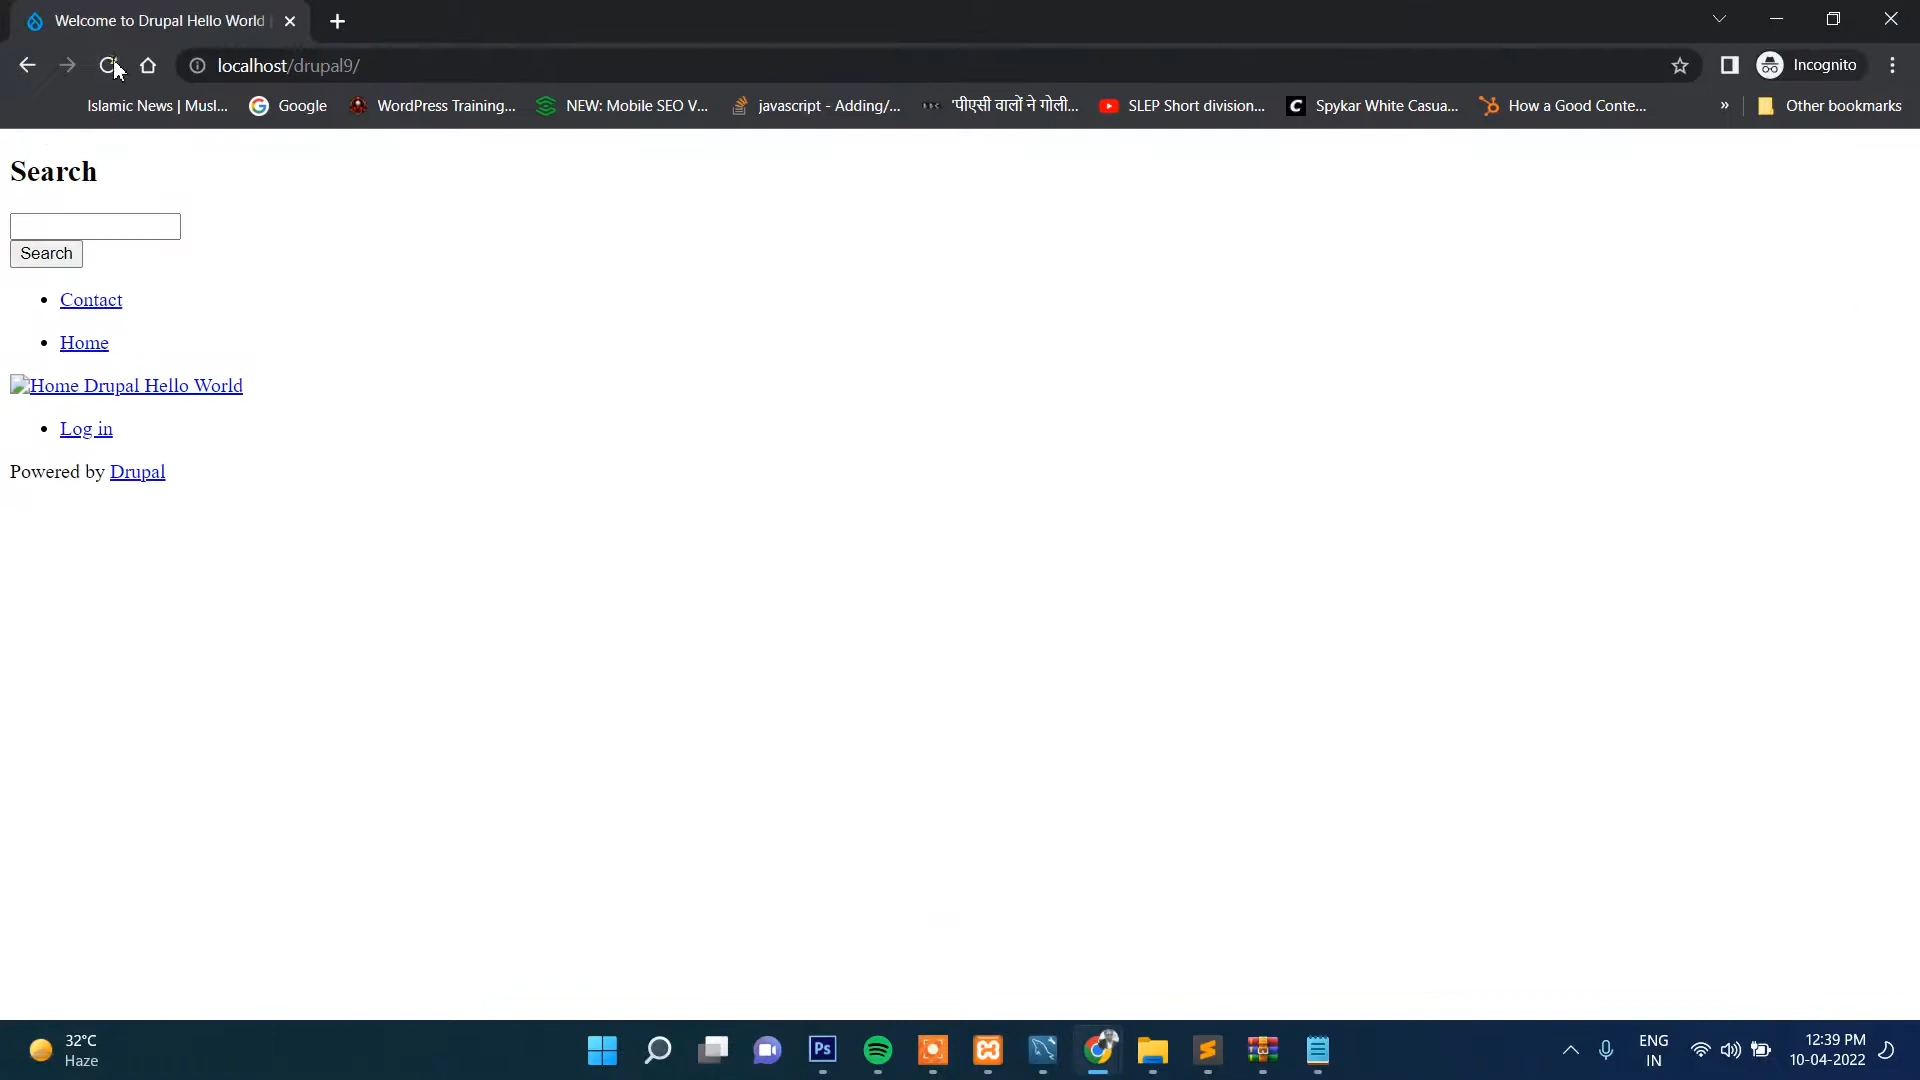 Welcome to Drupal Hello World
localhost/drupal9/
Incognito
Islamic News | Musl...
Google
WordPress Training...
NEW: Mobile SEO V...
javascript - Adding/...
'पीएसी वालों ने गोली...
SLEP Short division...
Spykar White Casua...
How a Good Conte...
»
Other bookmarks
Search
Search
Contact
Home
Home Drupal Hello World
Log in
Powered by Drupal
32°C
Haze
Ps
ENG
IN
12:39 PM
10-04-2022